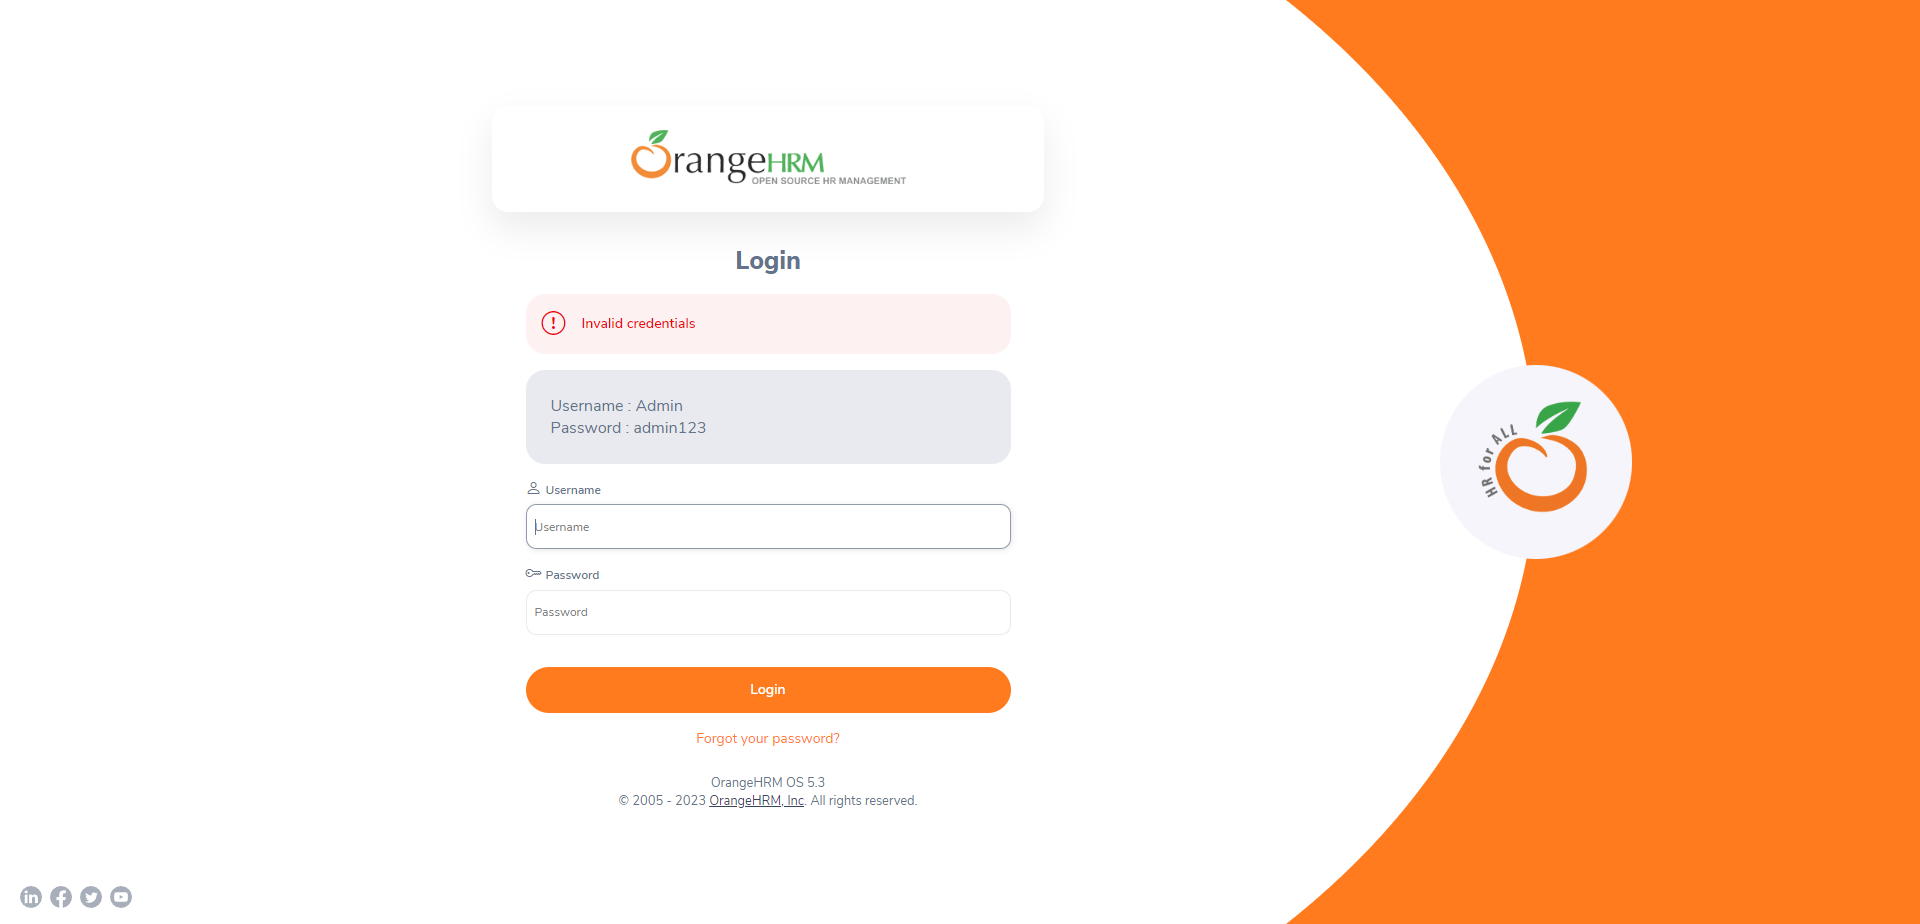 OrangeHRM
OPEN SOURCE HR MANAGEMENT
Login
Invalid credentials
Username : Admin
Password : admin123
Username
Username
Password
Password
Login
Forgot your password?
OrangeHRM OS 5.3
© 2005 - 2023 OrangeHRM, Inc. All rights reserved.
HR for ALL